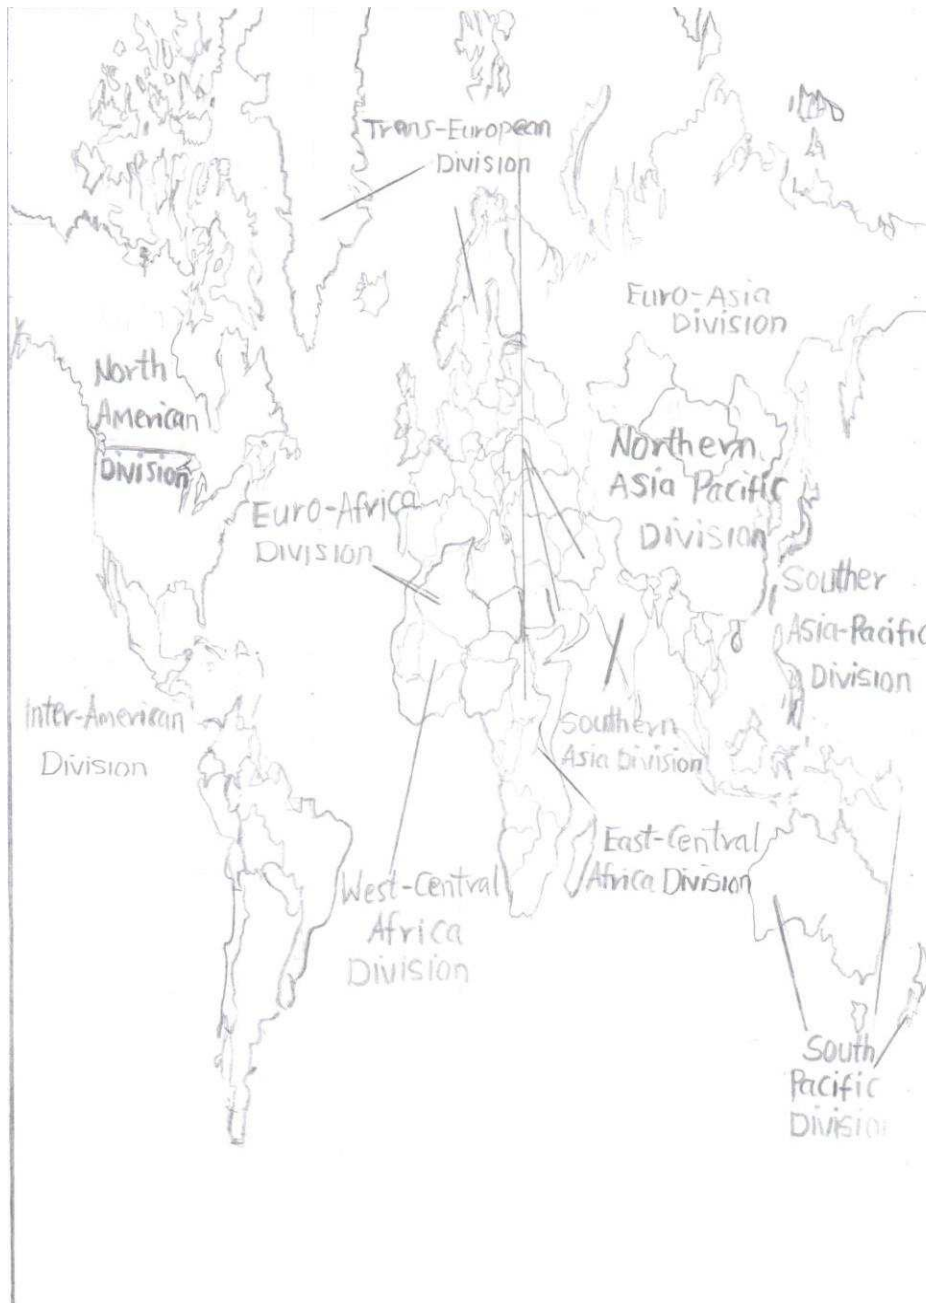 Trans-European
Division
Euro-Asia
Division
North
American
Division
Northern
Asia Pacific
Division
Euro-Africa
Division
Souther
Asia-Pacific
Division
Inter-American
Division
Southern
Asia Division
East-Central
Africa Division
West-Central
Africa
Division
South
Pacific
Division